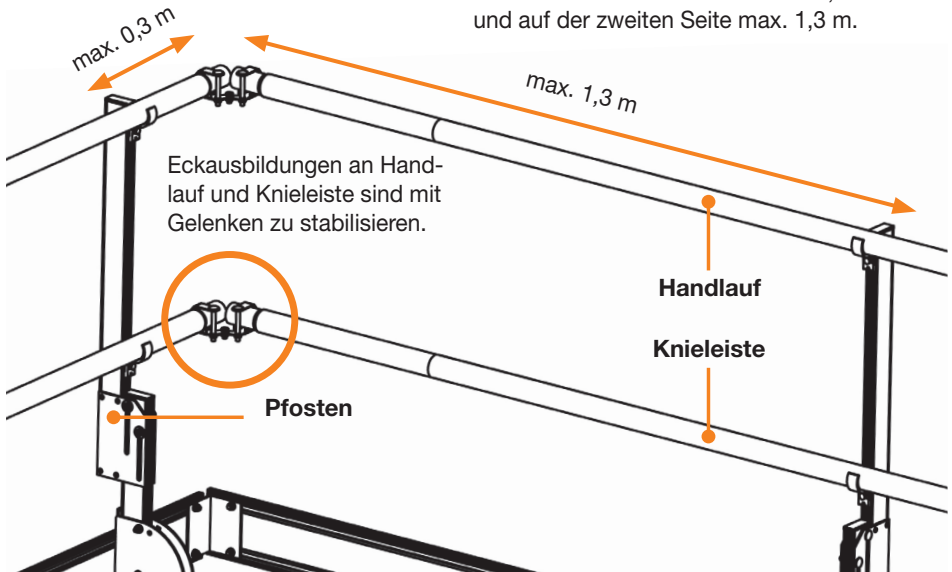 und auf der zweiten Seite max. 1,3 m.
max. 0,3 m
max. 1,3 m
Eckausbildungen an Hand-
lauf und Knieleiste sind mit
Gelenken zu stabilisieren.
Handlauf
Knieleiste
Pfosten